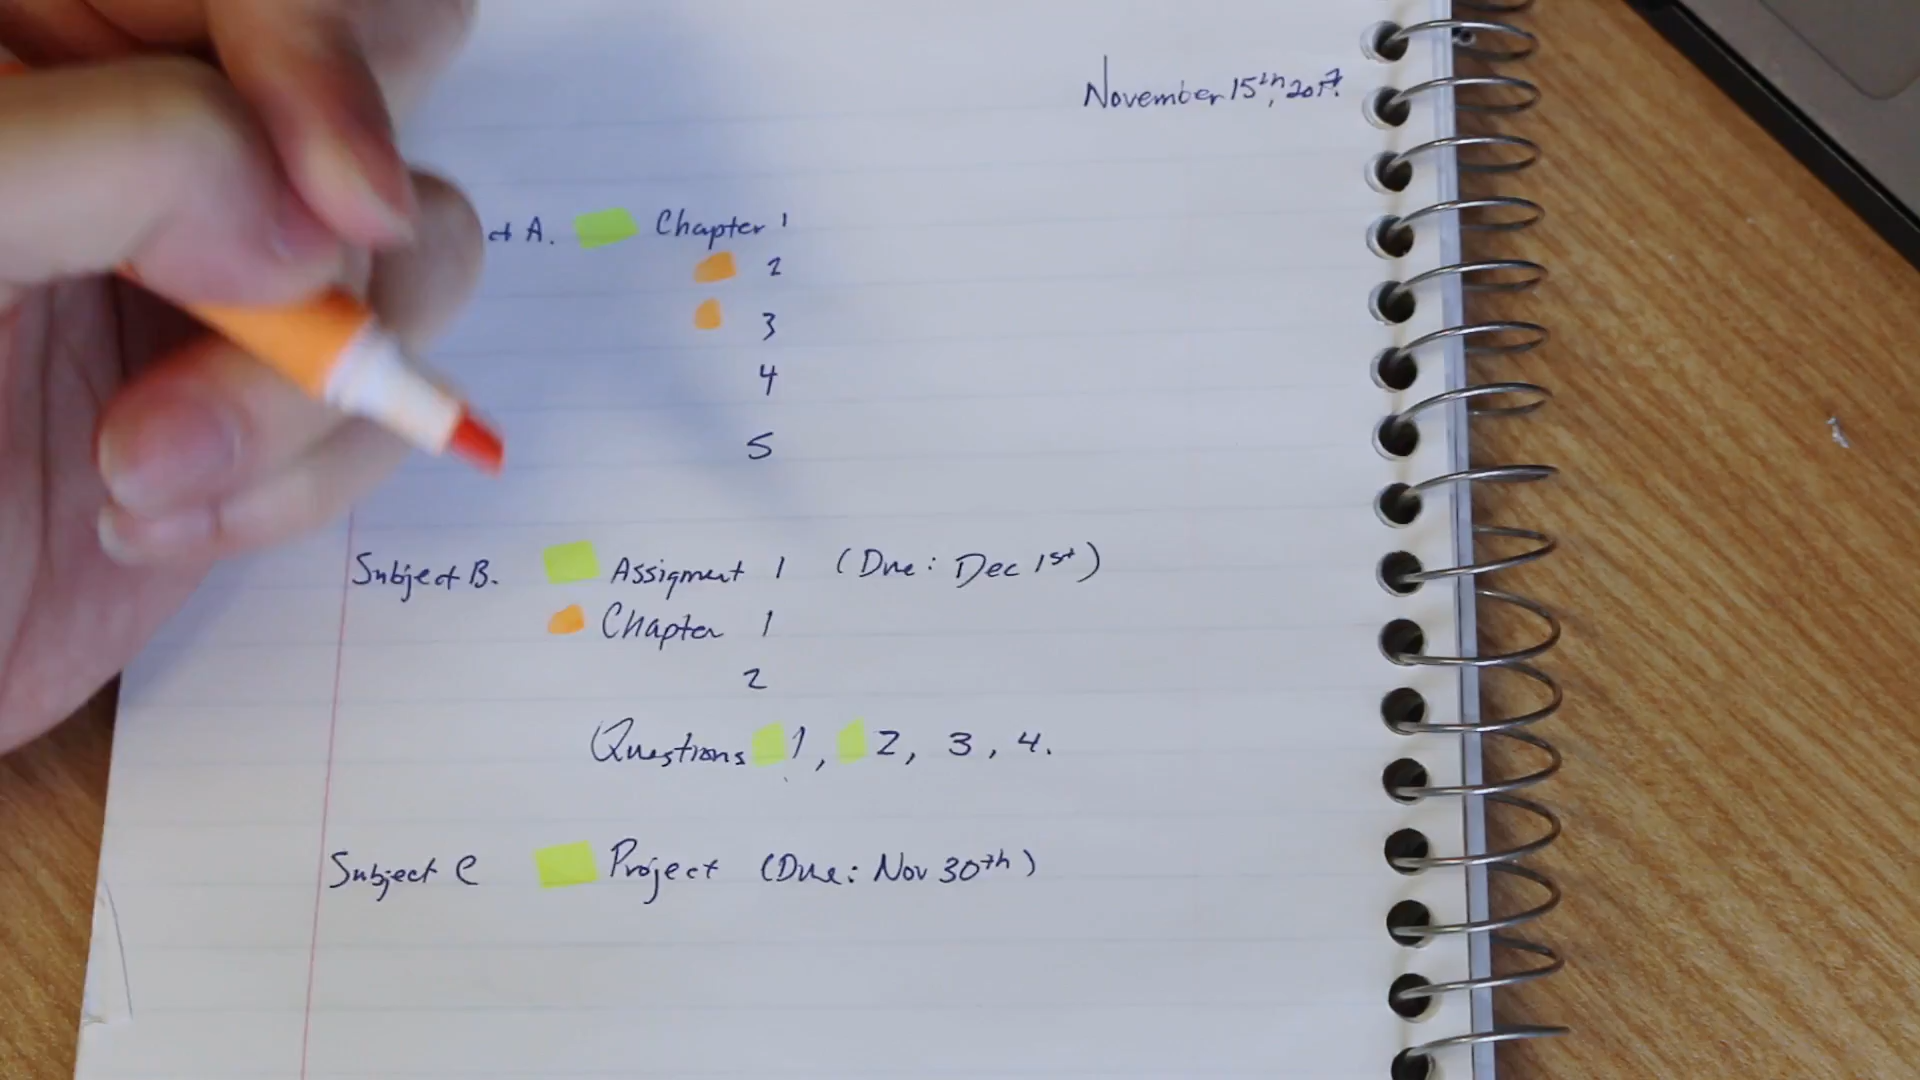 November 15th, 2017.
ct A. Chapter 1
2
3
4
5
Subject B. Assigment 1 (Due: Dec 1st)
Chapter 1
2
Questions 1, 2, 3, 4.
Subject C Project (Due: Nov 30th)